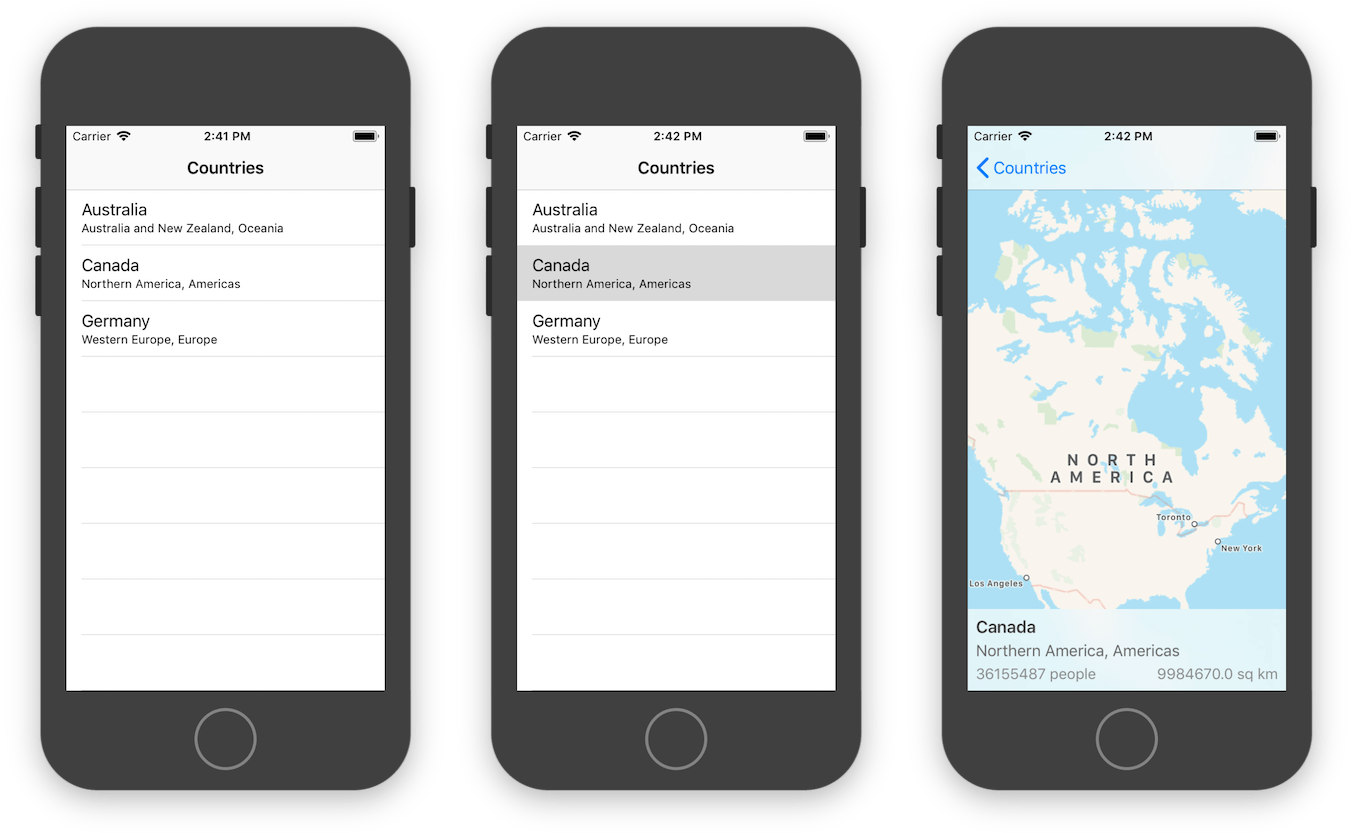 Carrier 2:41 PM
Countries
Australia
Australia and New Zealand, Oceania
Canada
Northern America, Americas
Germany
Western Europe, Europe
Carrier 2:42 PM
Countries
Australia
Australia and New Zealand, Oceania
Canada
Northern America, Americas
Germany
Western Europe, Europe
Carrier 2:42 PM
Countries
NORTH
AMERICA
Toronto
New York
Los Angeles
Canada
Northern America, Americas
36155487 people 9984670.0 sq km